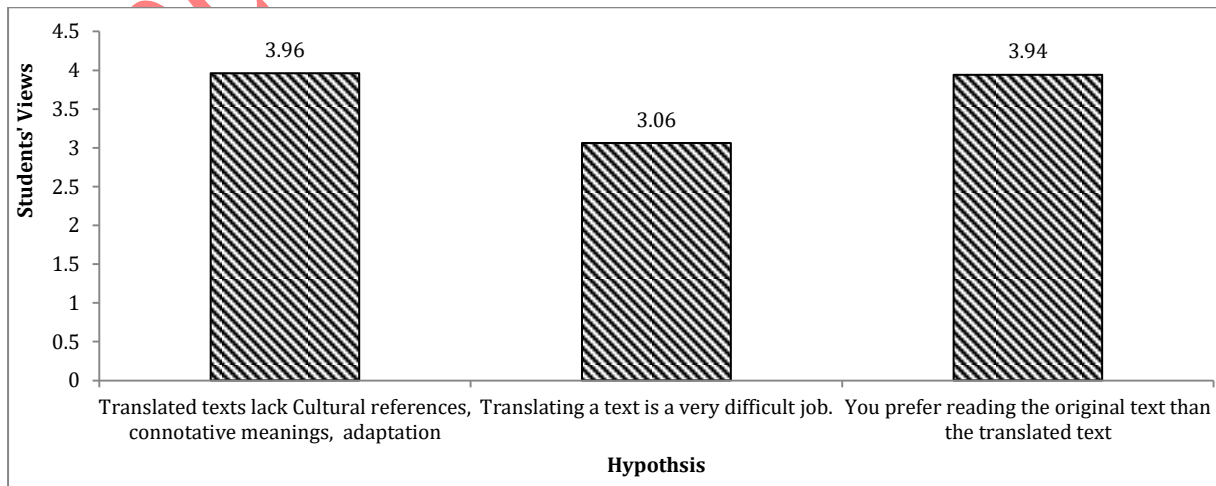 4.5
4
3.5
3
2.5
2
1.5
1
0.5
0
Students' Views
3.96
3.06
3.94
Translated texts lack Cultural references,
connotative meanings, adaptation
Translating a text is a very difficult job.
You prefer reading the original text than
the translated text
Hypothsis